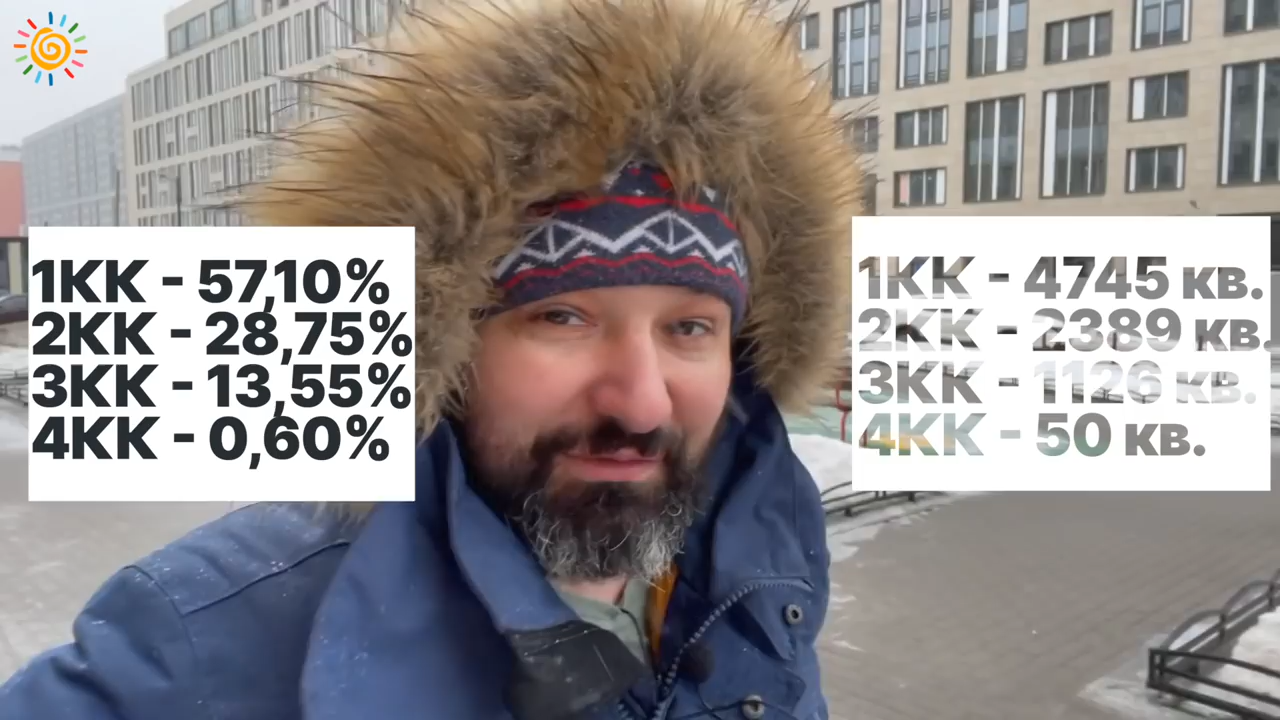 1КК - 57,10%
2КК - 28,75%
3КК - 13,55%
4КК - 0,60%
1КК - 4745 кв.
2КК - 2389 кв.
3КК - 1126 кв.
4КК - 50 кв.